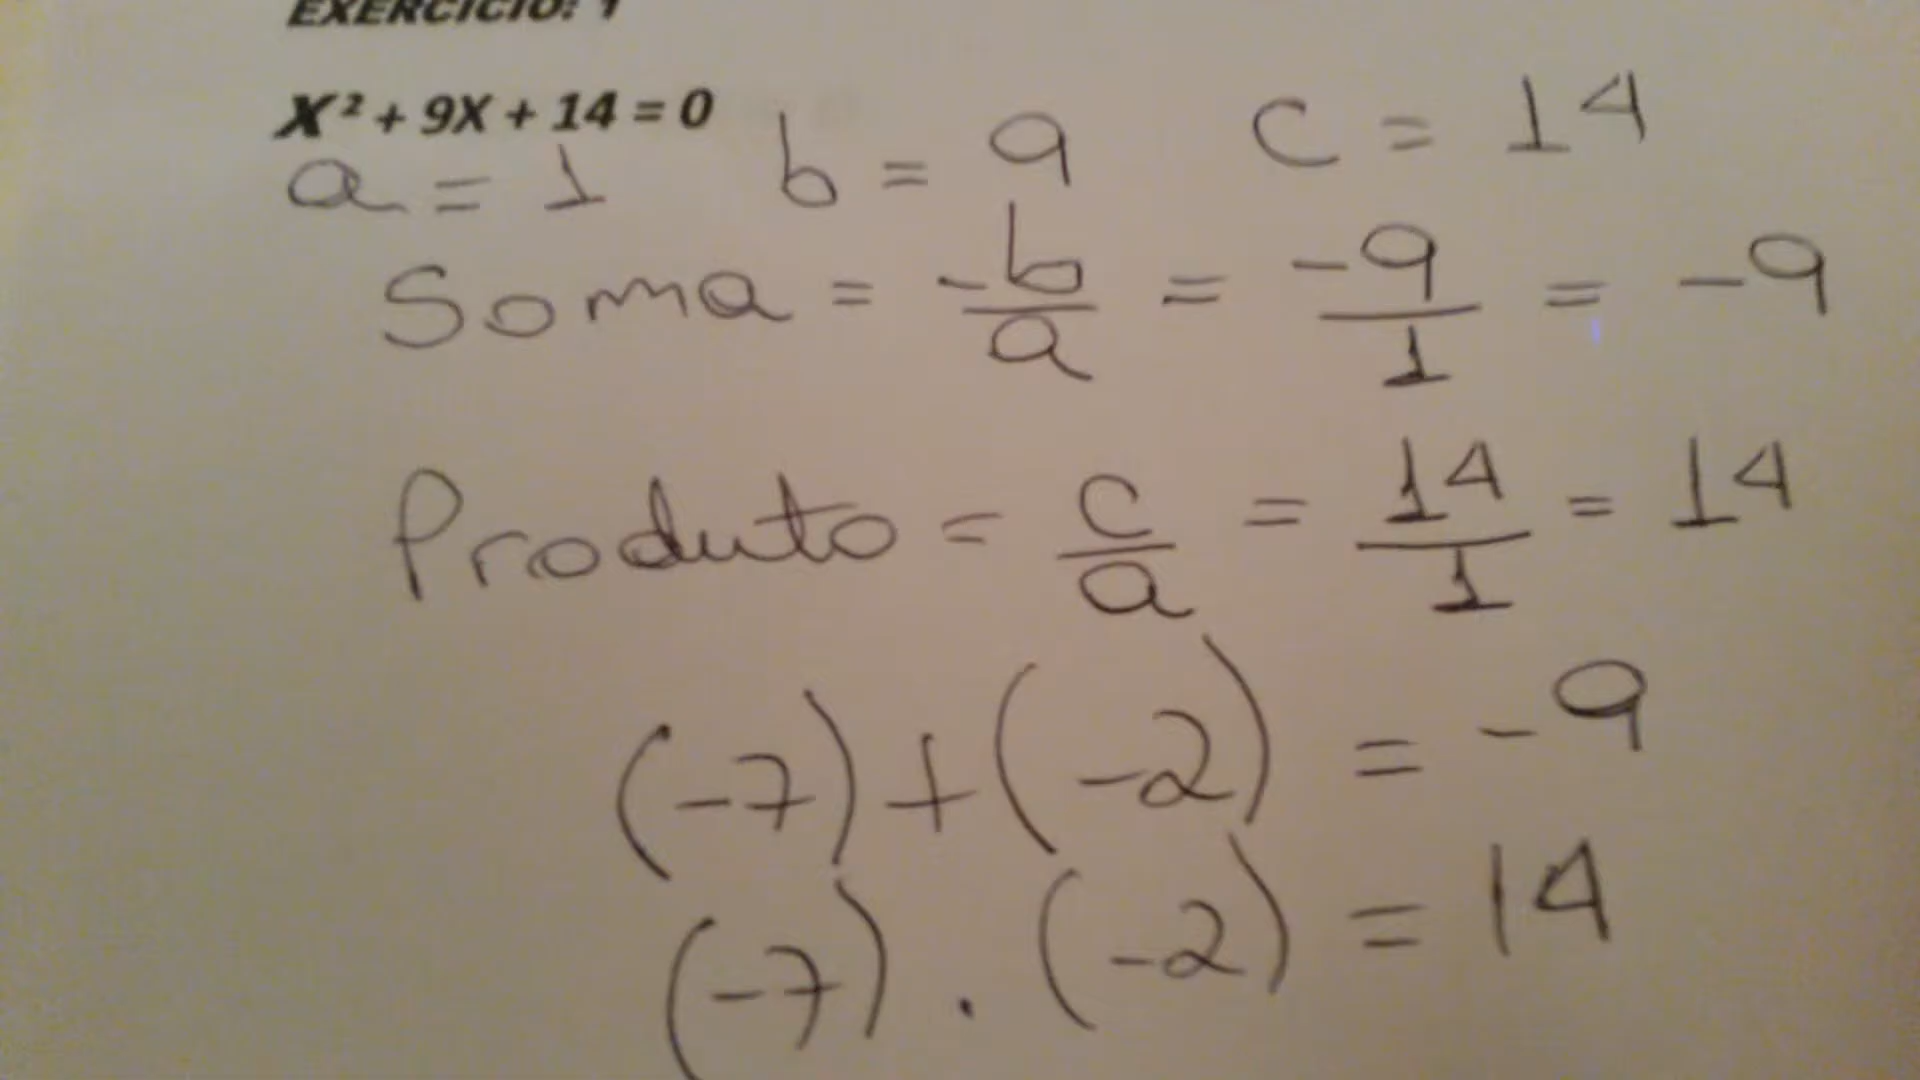 EXERCÍCIO: 1
X² + 9X + 14 = 0
a = 1 b = 9 c = 14
Soma = -b/a = -9/1 = -9
Produto = c/a = 14/1 = 14
(-7) + (-2) = -9
(-7) . (-2) = 14